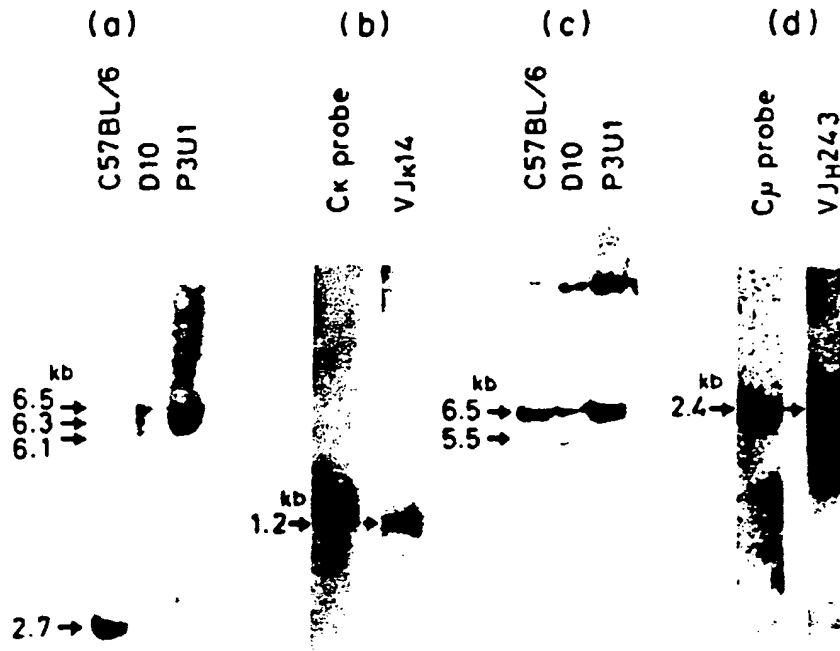 (a) (b) (c) (d)
C57BL/6
D10
P3U1
Cκ probe
VJκ14
C57BL/6
D10
P3U1
Cμ probe
VJH243
kb
6.5
6.3
6.1
2.7
kb
1.2
kb
6.5
5.5
kb
2.4